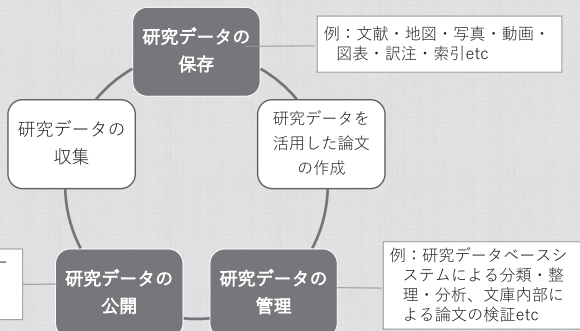 研究データの
保存
例：文献・地図・写真・動画・
図表・訳注・索引etc
研究データの
収集
研究データを
活用した論文
の作成
研究データの
公開
研究データの
管理
例：研究データベースシ
ステムによる分類・整
理・分析、文庫内部に
よる論文の検証etc